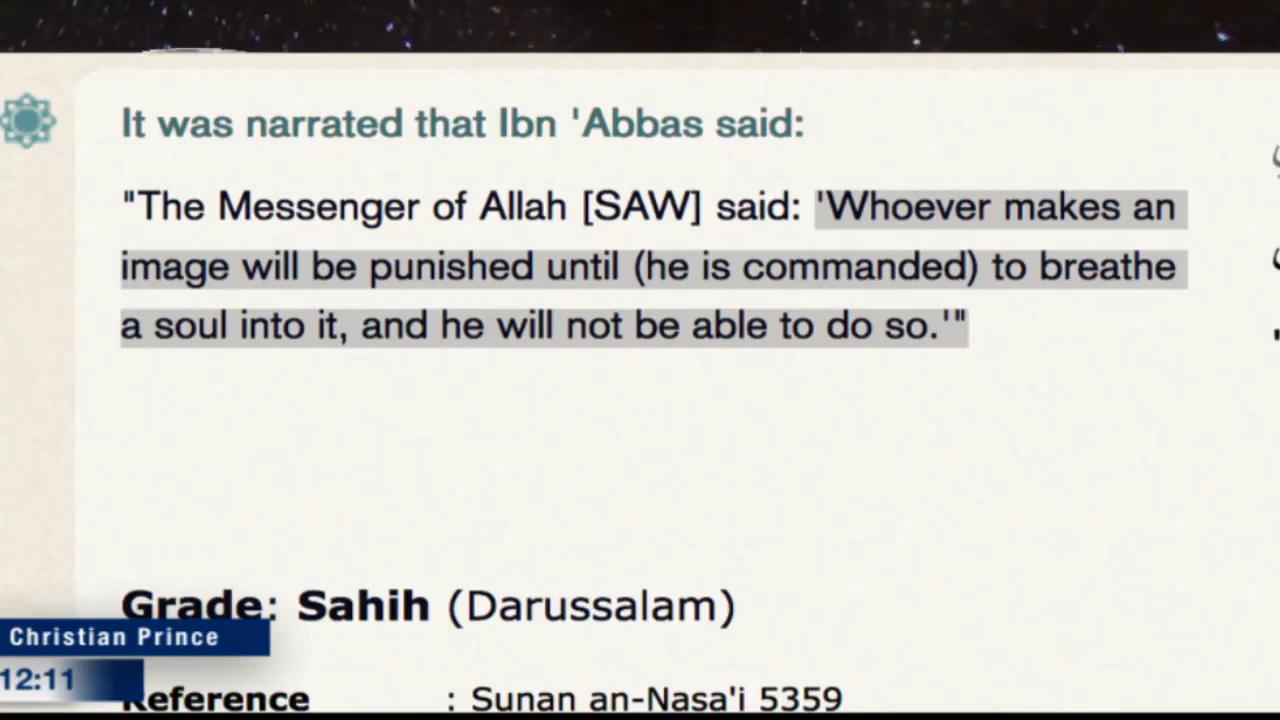 It was narrated that Ibn 'Abbas said:
"The Messenger of Allah [SAW] said: 'Whoever makes an
image will be punished until (he is commanded) to breathe
a soul into it, and he will not be able to do so.'"
Grade: Sahih (Darussalam)
Christian Prince
12:11
Reference : Sunan an-Nasa'i 5359